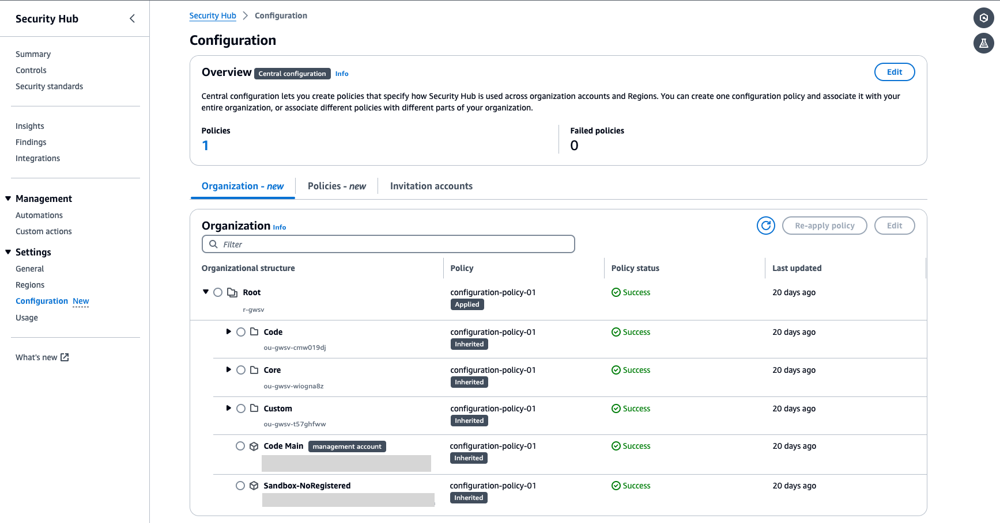 Security Hub
Summary
Controls
Security standards
Insights
Findings
Integrations
Management
Automations
Custom actions
Settings
General
Regions
Configuration New
Usage
What's new
Security Hub > Configuration
Configuration
Overview Central configuration Info
Edit
Central configuration lets you create policies that specify how Security Hub is used across organization accounts and Regions. You can create one configuration policy and associate it with your
entire organization, or associate different policies with different parts of your organization.
Policies
1
Failed policies
0
Organization - new
Policies - new
Invitation accounts
Organization Info
Re-apply policy
Edit
Filter
Organizational structure Policy Policy status Last updated
Root configuration-policy-01 Success 20 days ago
Applied
r-gwsv
Code configuration-policy-01 Success 20 days ago
Inherited
ou-gwsv-cmw019dj
Core configuration-policy-01 Success 20 days ago
Inherited
ou-gwsv-wiogna8z
Custom configuration-policy-01 Success 20 days ago
Inherited
ou-gwsv-t57ghfww
Code Main management account configuration-policy-01 Success 20 days ago
Inherited
Sandbox-NoRegistered configuration-policy-01 Success 20 days ago
Inherited